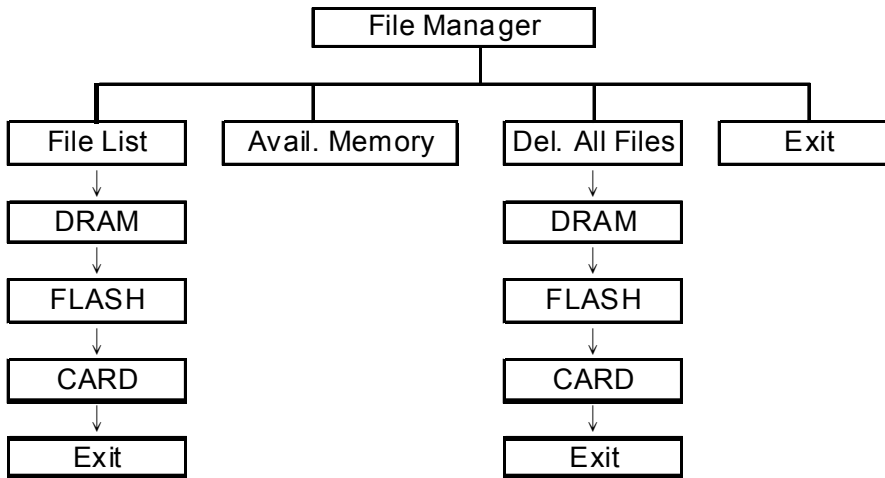 File Manager
File List
Avail. Memory
Del. All Files
Exit
DRAM
DRAM
FLASH
FLASH
CARD
CARD
Exit
Exit